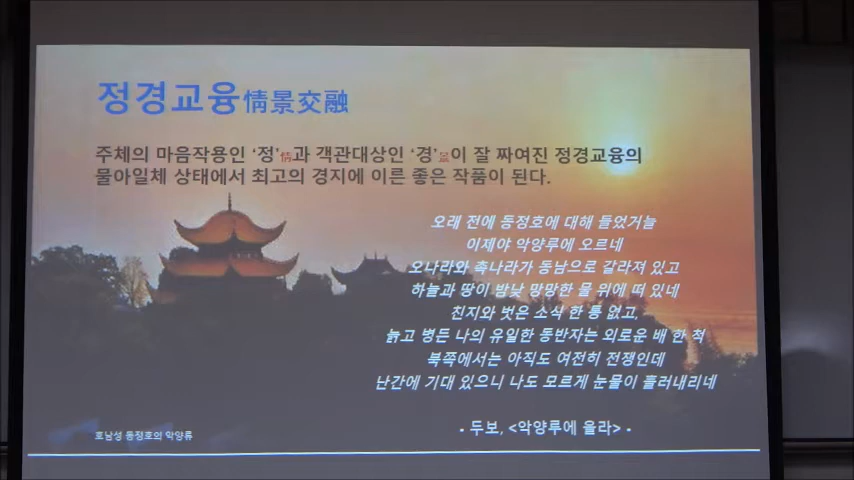 정경교융情景交融
주체의 마음작용인 '정'情과 객관대상인 '경'景이 잘 짜여진 정경교융의
물아일체 상태에서 최고의 경지에 이른 좋은 작품이 된다.
오래 전에 동정호에 대해 들었거늘
이제야 악양루에 오르네
오나라와 촉나라가 동남으로 갈라져 있고
하늘과 땅이 밤낮 망망한 물 위에 떠 있네
친지와 벗은 소식 한 통 없고,
늙고 병든 나의 유일한 동반자는 외로운 배 한 척
북쪽에서는 아직도 여전히 전쟁인데
난간에 기대 있으니 나도 모르게 눈물이 흘러내리네
• 두보, <악양루에 올라> •
호남성 동정호의 악양류